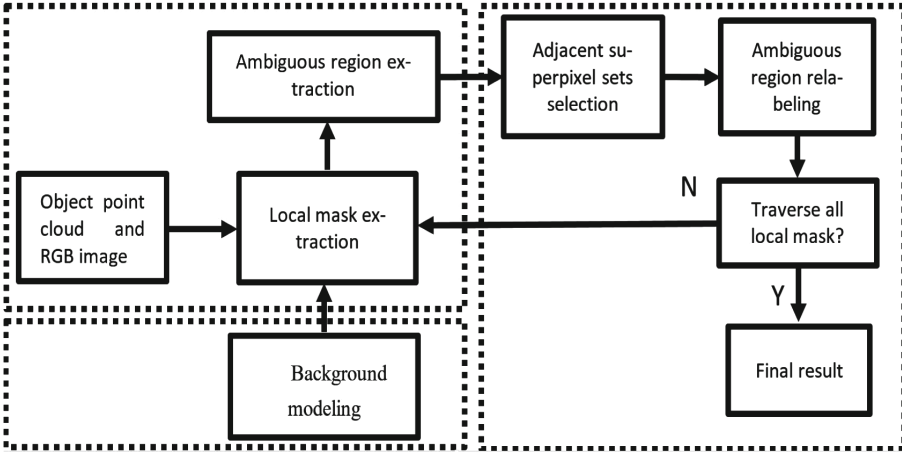 Ambiguous region ex-
traction
Adjacent su-
perpixel sets
selection
Ambiguous
region rela-
beling
Object point
cloud and
RGB image
Local mask ex-
traction
N
Traverse all
local mask?
Y
Background
modeling
Final result